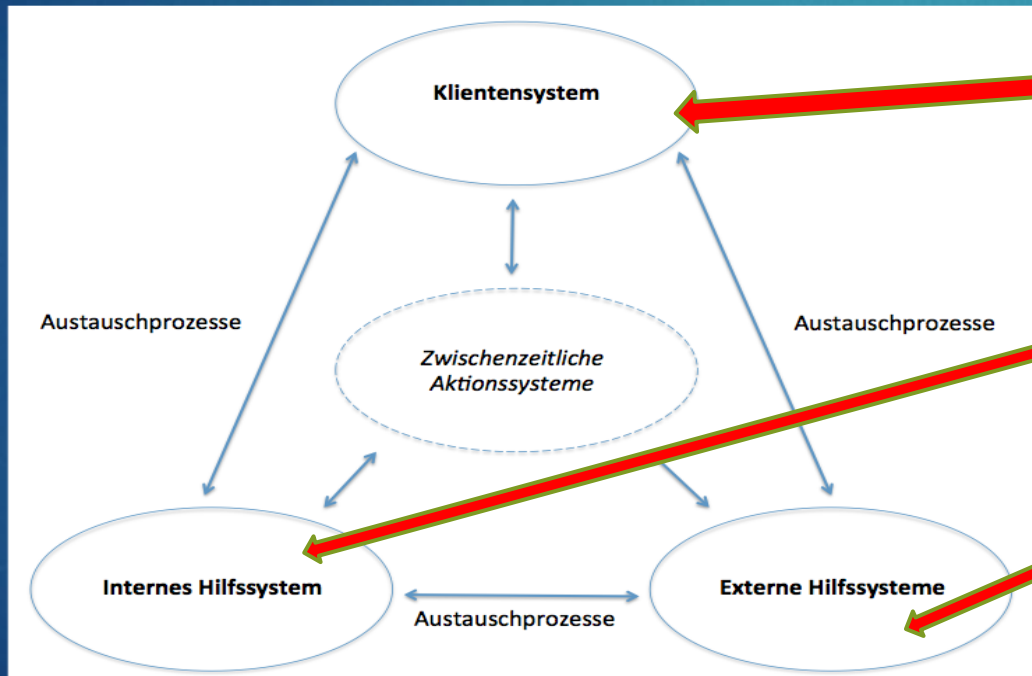 Klientensystem
Austauschprozesse
Austauschprozesse
Zwischenzeitliche
Aktionssysteme
Internes Hilfssystem
Externe Hilfssysteme
Austauschprozesse